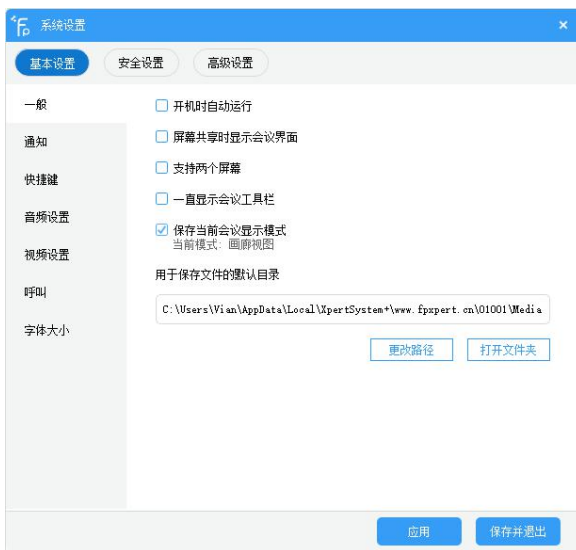 Fp 系统设置
基本设置 安全设置 高级设置
一般
通知
快捷键
音频设置
视频设置
呼叫
字体大小
开机时自动运行
屏幕共享时显示会议界面
支持两个屏幕
一直显示会议工具栏
保存当前会议显示模式
当前模式: 画廊视图
用于保存文件的默认目录
C:\Users\Vian\AppData\Local\XpertSystem+\www.fpxpert.cn\01001\Media
更改路径 打开文件夹
应用 保存并退出